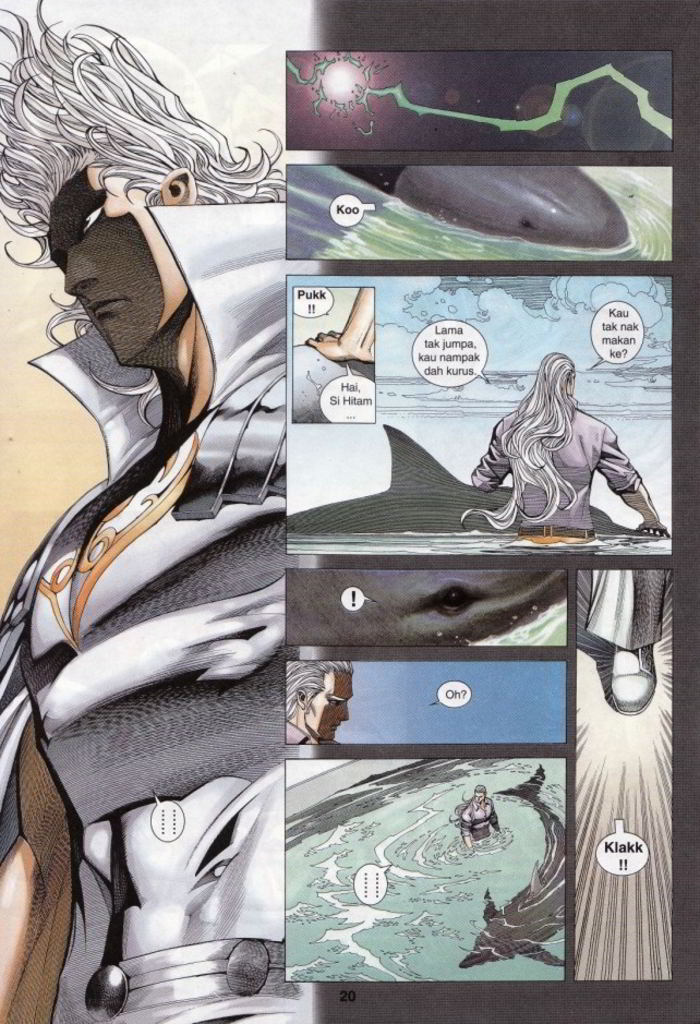 Koo
Pukk
!!
Hai,
Si Hitam
...
Lama
tak jumpa,
kau nampak
dah kurus.
Kau
tak nak
makan
ke?
!
Oh?
......
......
Klakk
!!
20